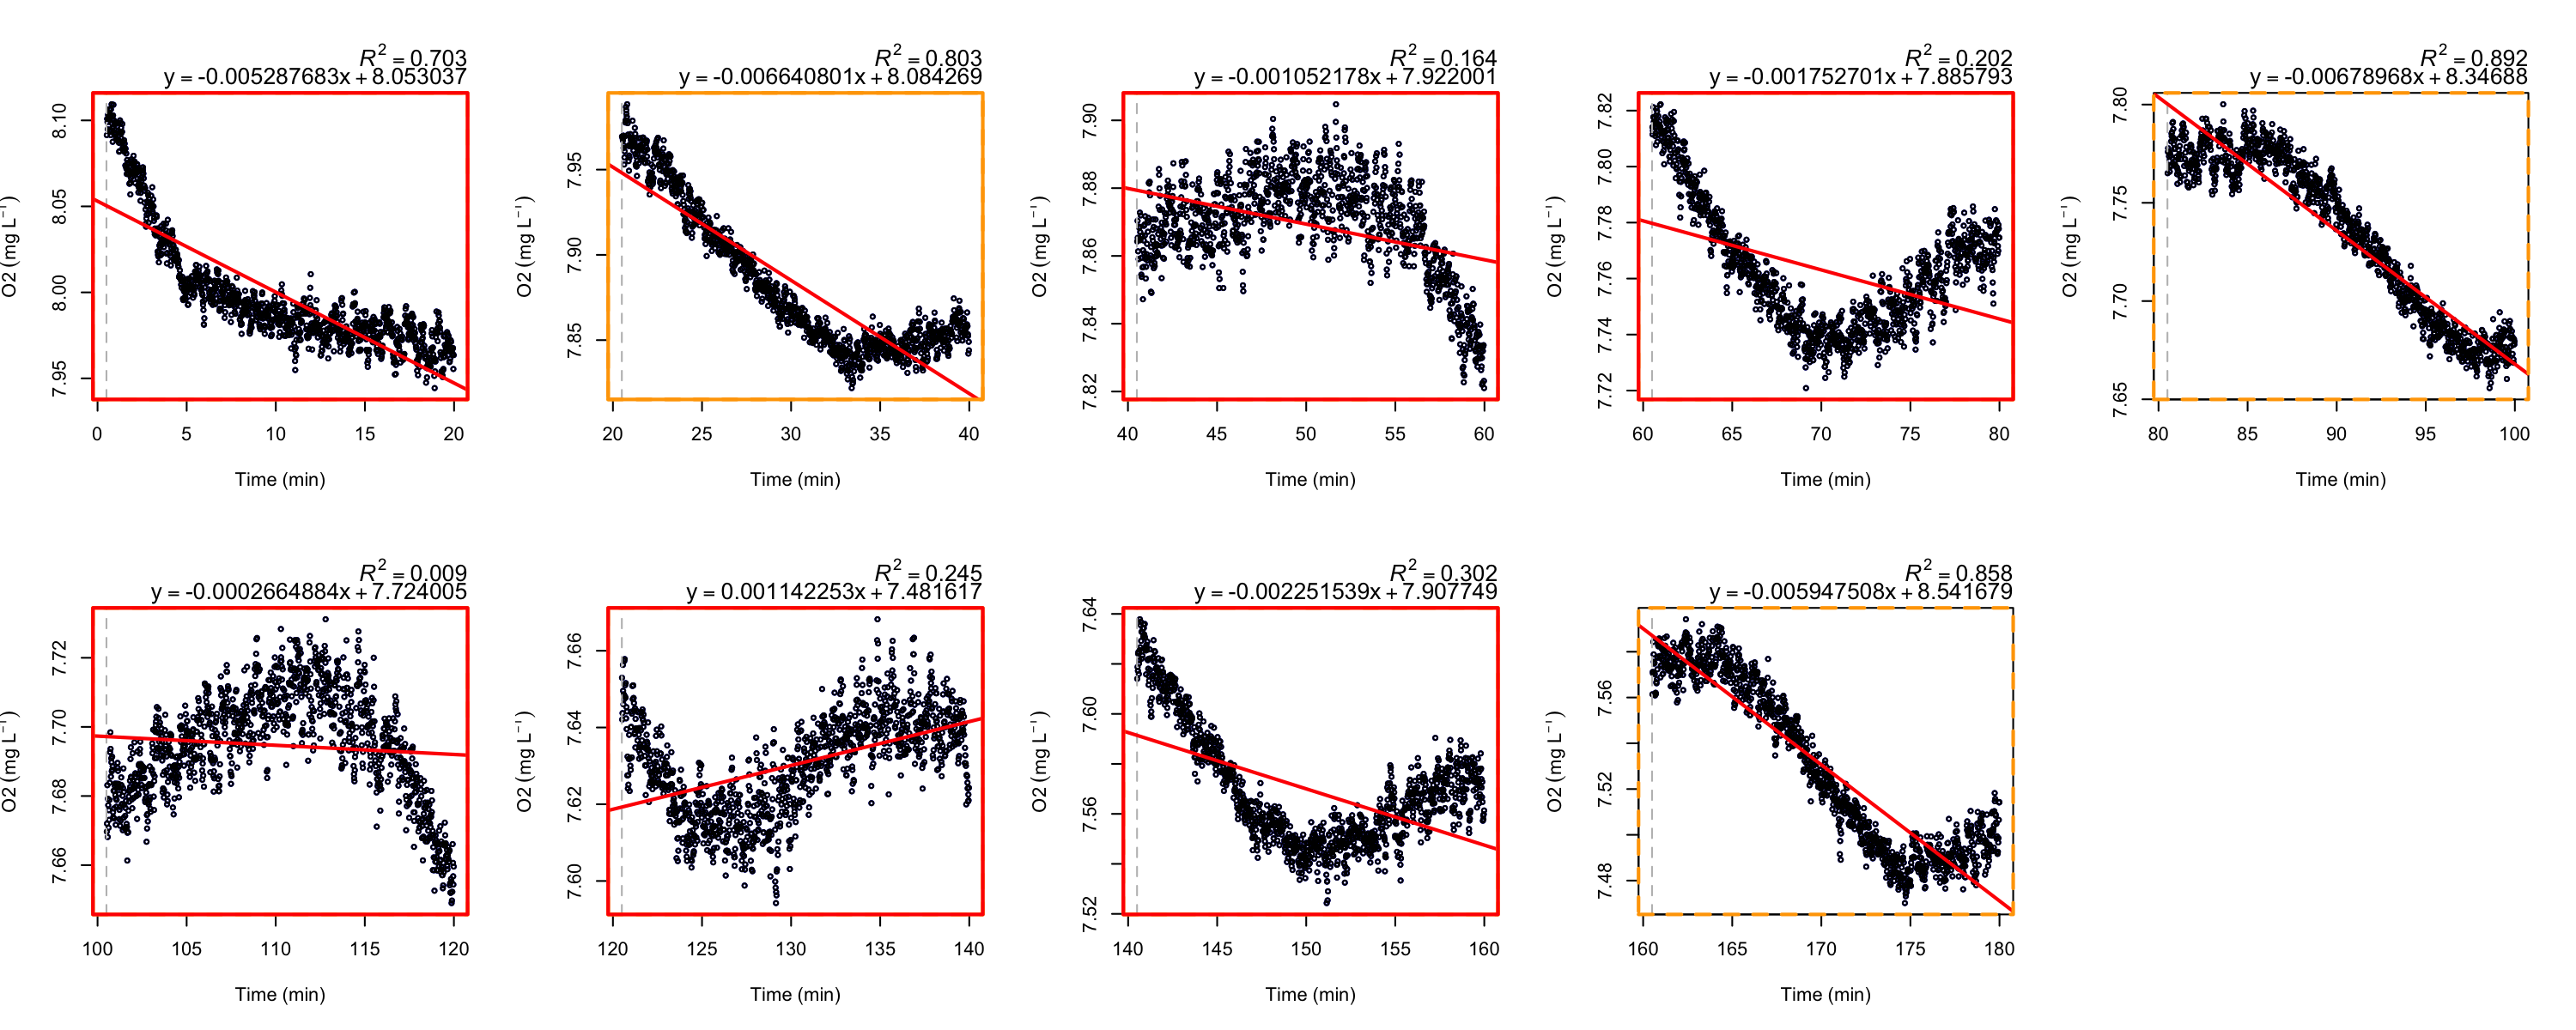 R² = 0.703
y = -0.005287683x + 8.053037
O2 (mg L⁻¹)
8.10
8.05
8.00
7.95
0 5 10 15 20
Time (min)
R² = 0.803
y = -0.006640801x + 8.084269
O2 (mg L⁻¹)
7.95
7.90
7.85
20 25 30 35 40
Time (min)
R² = 0.164
y = -0.001052178x + 7.922001
O2 (mg L⁻¹)
7.90
7.88
7.86
7.84
7.82
40 45 50 55 60
Time (min)
R² = 0.202
y = -0.001752701x + 7.885793
O2 (mg L⁻¹)
7.82
7.80
7.78
7.76
7.74
7.72
60 65 70 75 80
Time (min)
R² = 0.892
y = -0.00678968x + 8.34688
O2 (mg L⁻¹)
7.80
7.75
7.70
7.65
80 85 90 95 100
Time (min)
R² = 0.009
y = -0.0002664884x + 7.724005
O2 (mg L⁻¹)
7.72
7.70
7.68
7.66
100 105 110 115 120
Time (min)
R² = 0.245
y = 0.001142253x + 7.481617
O2 (mg L⁻¹)
7.66
7.64
7.62
7.60
120 125 130 135 140
Time (min)
R² = 0.302
y = -0.002251539x + 7.907749
O2 (mg L⁻¹)
7.64
7.60
7.56
7.52
140 145 150 155 160
Time (min)
R² = 0.858
y = -0.005947508x + 8.541679
O2 (mg L⁻¹)
7.56
7.52
7.48
160 165 170 175 180
Time (min)